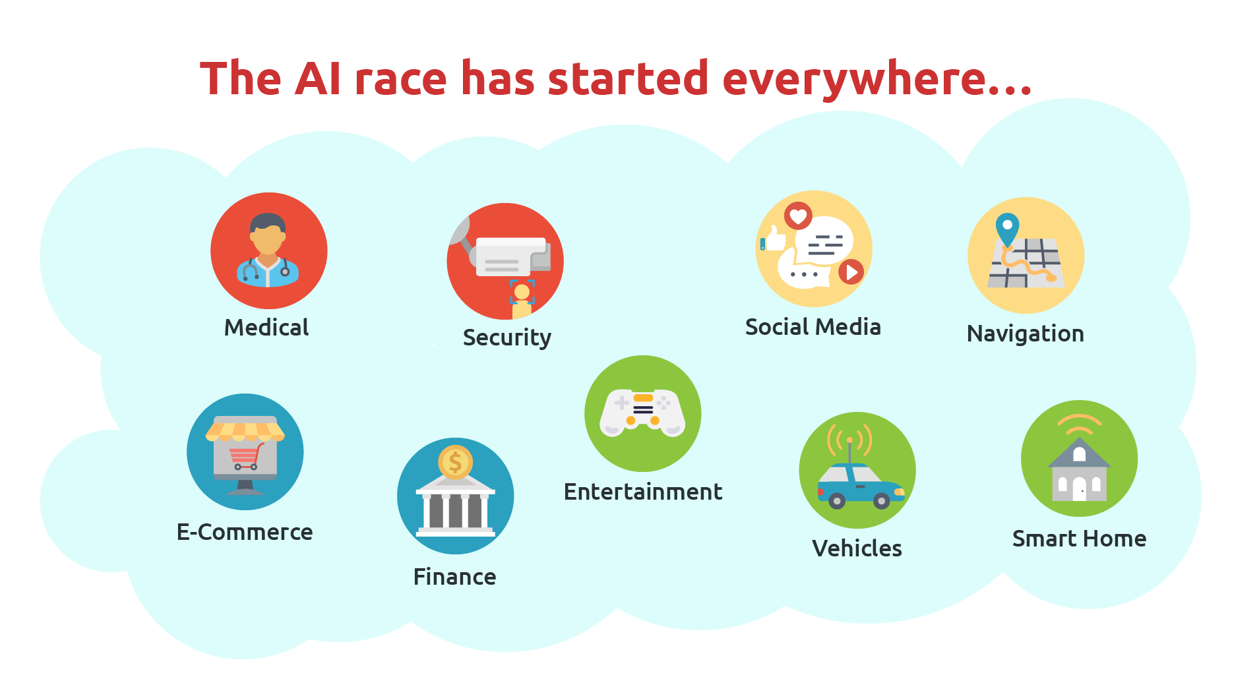 The AI race has started everywhere...
Medical
Security
Social Media
Navigation
E-Commerce
Finance
Entertainment
Vehicles
Smart Home
$